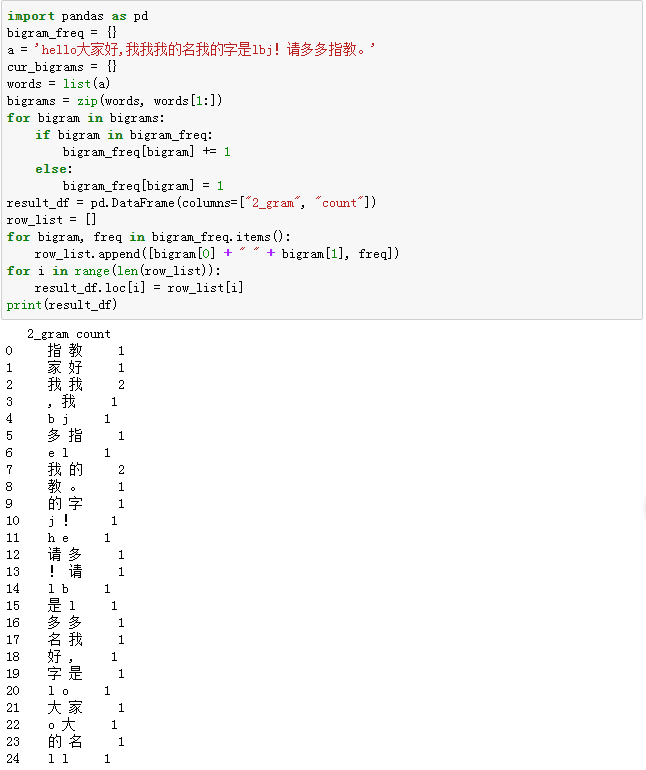 import pandas as pd
bigram_freq = {}
a = 'hello大家好,我我我的名我的字是lbj！请多多指教。'
cur_bigrams = {}
words = list(a)
bigrams = zip(words, words[1:])
for bigram in bigrams:
    if bigram in bigram_freq:
        bigram_freq[bigram] += 1
    else:
        bigram_freq[bigram] = 1
result_df = pd.DataFrame(columns=["2_gram", "count"])
row_list = []
for bigram, freq in bigram_freq.items():
    row_list.append([bigram[0] + " " + bigram[1], freq])
for i in range(len(row_list)):
    result_df.loc[i] = row_list[i]
print(result_df)
2_gram count
0 指 教 1
1 家 好 1
2 我 我 2
3 , 我 1
4 b j 1
5 多 指 1
6 e l 1
7 我 的 2
8 教 。 1
9 的 字 1
10 j ！ 1
11 h e 1
12 请 多 1
13 ！ 请 1
14 l b 1
15 是 l 1
16 多 多 1
17 名 我 1
18 好 , 1
19 字 是 1
20 l o 1
21 大 家 1
22 o 大 1
23 的 名 1
24 l l 1